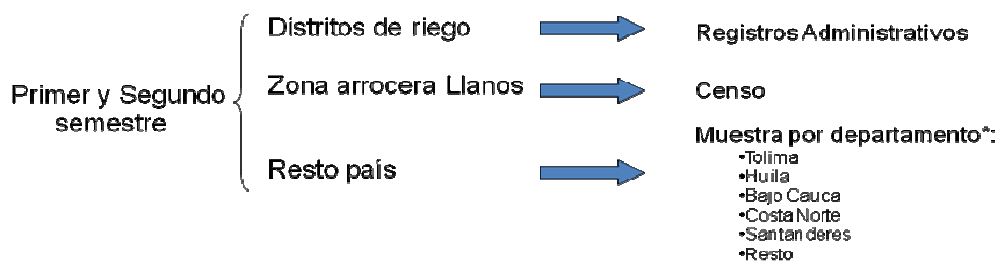 Primer y Segundo
semestre
Distritos de riego
Registros Administrativos
Zona arrocera Llanos
Censo
Resto país
Muestra por departamento*:
•Tolima
•Huila
•Bajo Cauca
•Costa Norte
•Santanderes
•Resto